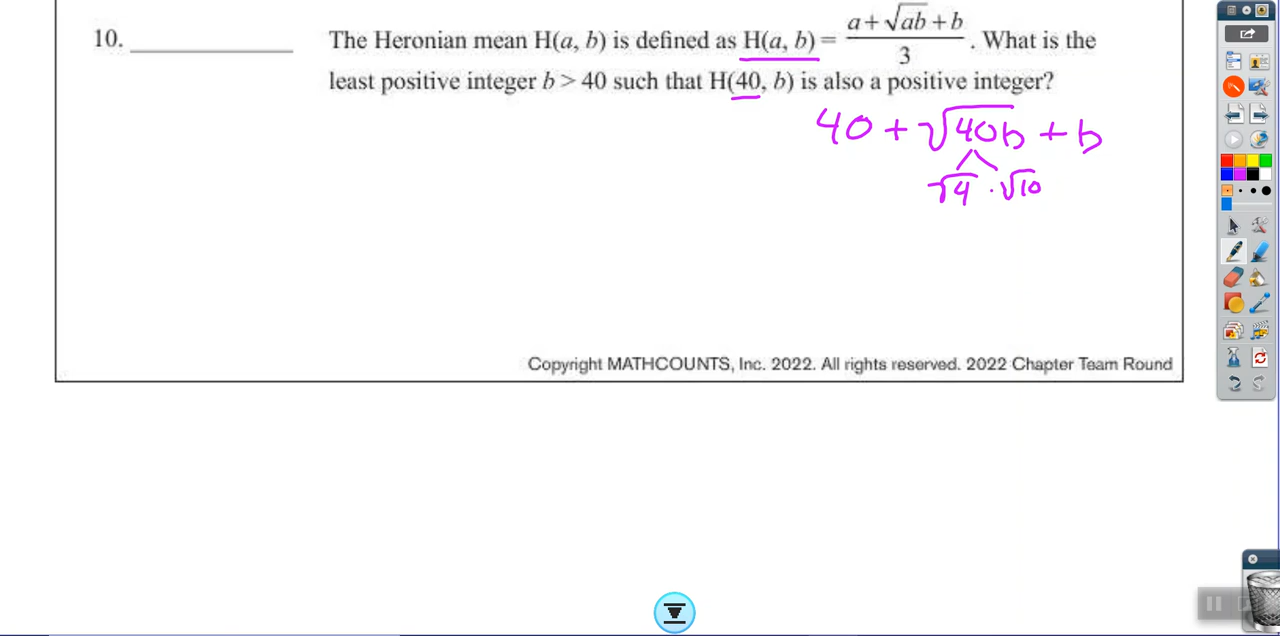 10. ____________ The Heronian mean H(a, b) is defined as H(a, b) = (a + √ab + b)/3. What is the
least positive integer b > 40 such that H(40, b) is also a positive integer?
40 + √40b + b
√4 · √10
Copyright MATHCOUNTS, Inc. 2022. All rights reserved. 2022 Chapter Team Round